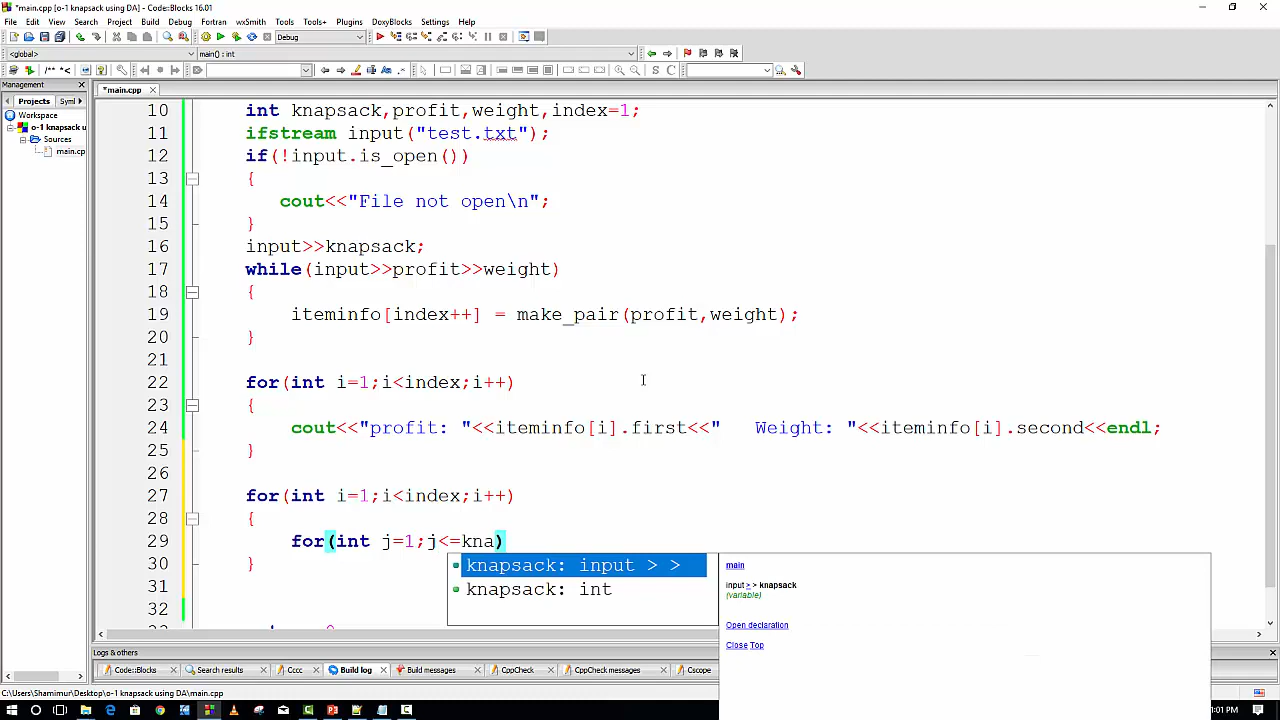 *main.cpp [o-1 knapsack using DA] - Code::Blocks 16.01
File Edit View Search Project Build Debug Fortran wxSmith Tools Tools+ Plugins DoxyBlocks Settings Help
Debug
<global> main() : int
/** *<
S C
Management
*main.cpp
Projects Symb
Workspace
o-1 knapsack u
Sources
main.cp
10 int knapsack,profit,weight,index=1;
11 ifstream input("test.txt");
12 if(!input.is_open())
13 {
14 cout<<"File not open\n";
15 }
16 input>>knapsack;
17 while(input>>profit>>weight)
18 {
19 iteminfo[index++] = make_pair(profit,weight);
20 }
21
22 for(int i=1;i<index;i++)
23 {
24 cout<<"profit: "<<iteminfo[i].first<<"   Weight: "<<iteminfo[i].second<<endl;
25 }
26
27 for(int i=1;i<index;i++)
28 {
29 for(int j=1;j<=kna)
30 }
31
32
knapsack: input > >
knapsack: int
main
input > > knapsack
(variable)
Open declaration
Close Top
Logs & others
Code::Blocks Search results Cccc Build log Build messages CppCheck CppCheck messages Cscope
C:\Users\Shamimur\Desktop\o-1 knapsack using DA\main.cpp
:01 PM